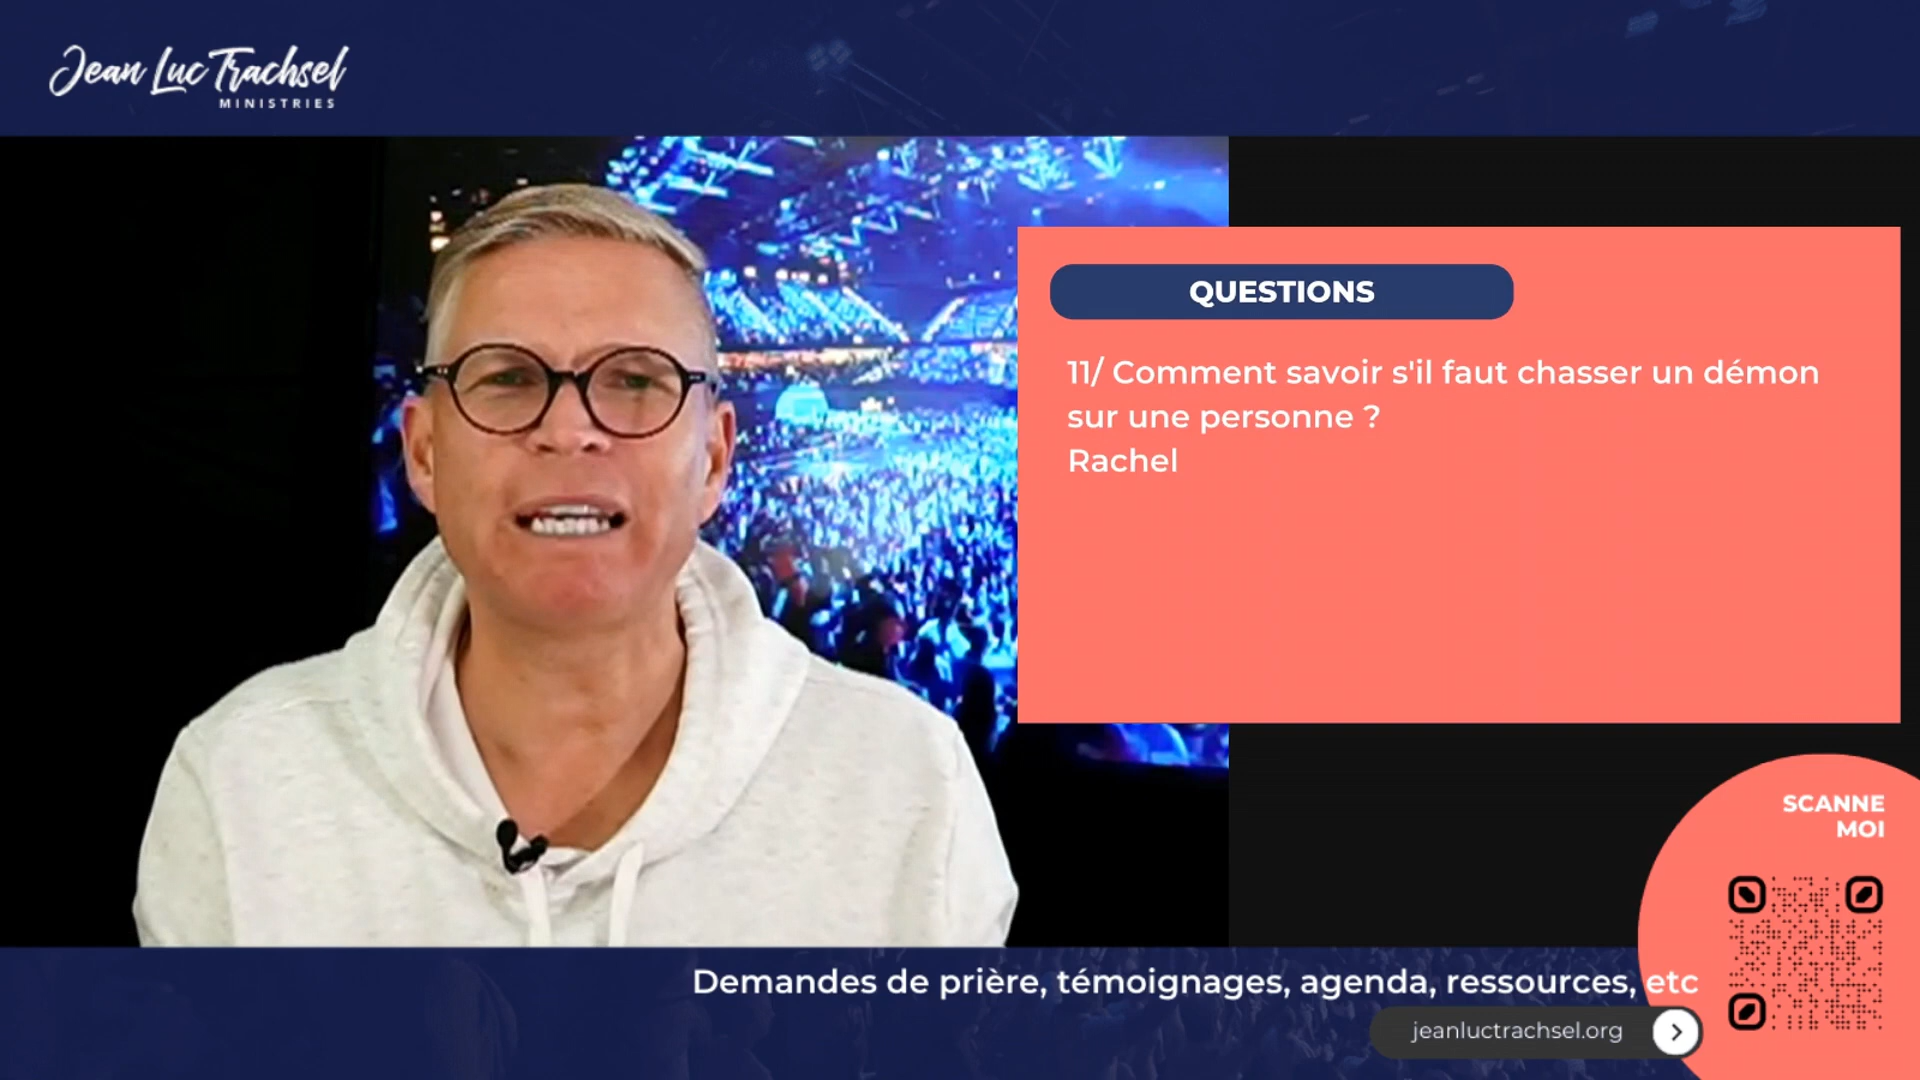 Jean Luc Trachsel
MINISTRIES
QUESTIONS
11/ Comment savoir s'il faut chasser un démon
sur une personne ?
Rachel
SCANNE
MOI
Demandes de prière, témoignages, agenda, ressources, etc
jeanluctrachsel.org